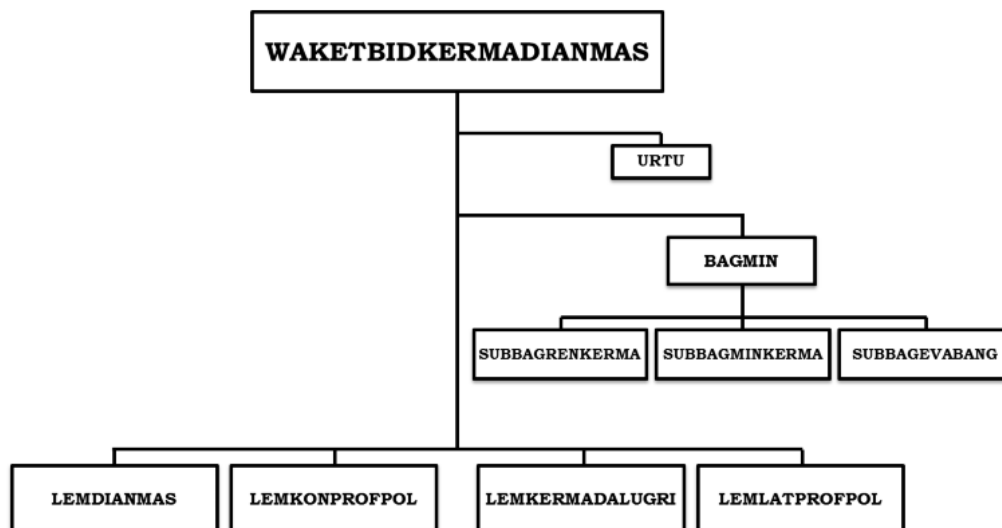 WAKETBIDKERMADIANMAS
URTU
BAGMIN
SUBBAGRENKERMA
SUBBAGMINKERMA
SUBBAGEVABANG
LEMDIANMAS
LEMKONPROFPOL
LEMKERMADALUGRI
LEMLATPROFPOL